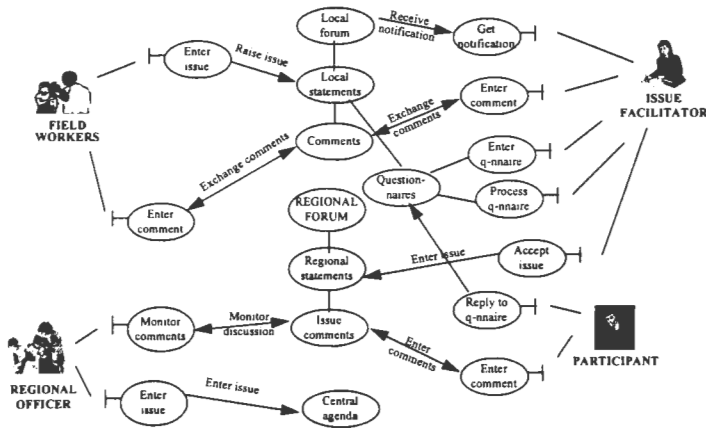 Local
forum
Receive
notification
Get
notification
Enter
issue
Raise issue
Local
statements
Enter
comment
Exchange
comments
FIELD
WORKERS
ISSUE
FACILITATOR
Comments
Exchange comments
Enter
q-nnaire
Question-
naires
Process
q-nnaire
Enter
comment
REGIONAL
FORUM
Regional
statements
Enter issue
Accept
issue
Reply to
q-nnaire
Monitor
comments
Monitor
discussion
Issue
comments
Enter
comments
PARTICIPANT
REGIONAL
OFFICER
Enter
comment
Enter
issue
Enter issue
Central
agenda